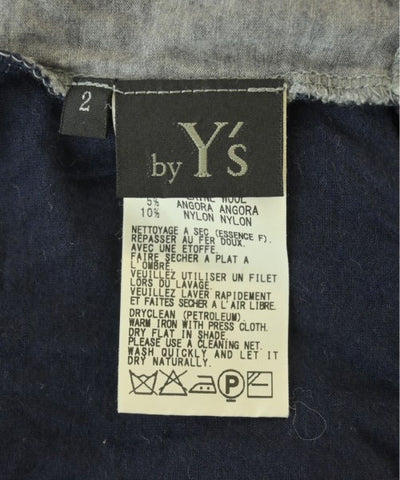 2
by Y's
WOOL
5% ANGORA ANGORA
10% NYLON NYLON
NETTOYAGE A SEC (ESSENCE F).
REPASSER AU FER DOUX.
AVEC UNE ETOFFE.
FAIRE SECHER A PLAT A
L'OMBRE.
VEUILLEZ UTILISER UN FILET
LORS DU LAVAGE.
VEUILLEZ LAVER RAPIDEMENT
ET FAITES SECHER A L'AIR LIBRE.
DRYCLEAN (PETROLEUM).
WARM IRON WITH PRESS CLOTH.
DRY FLAT IN SHADE.
PLEASE USE A CLEANING NET.
WASH QUICKLY AND LET IT
DRY NATURALLY.
P